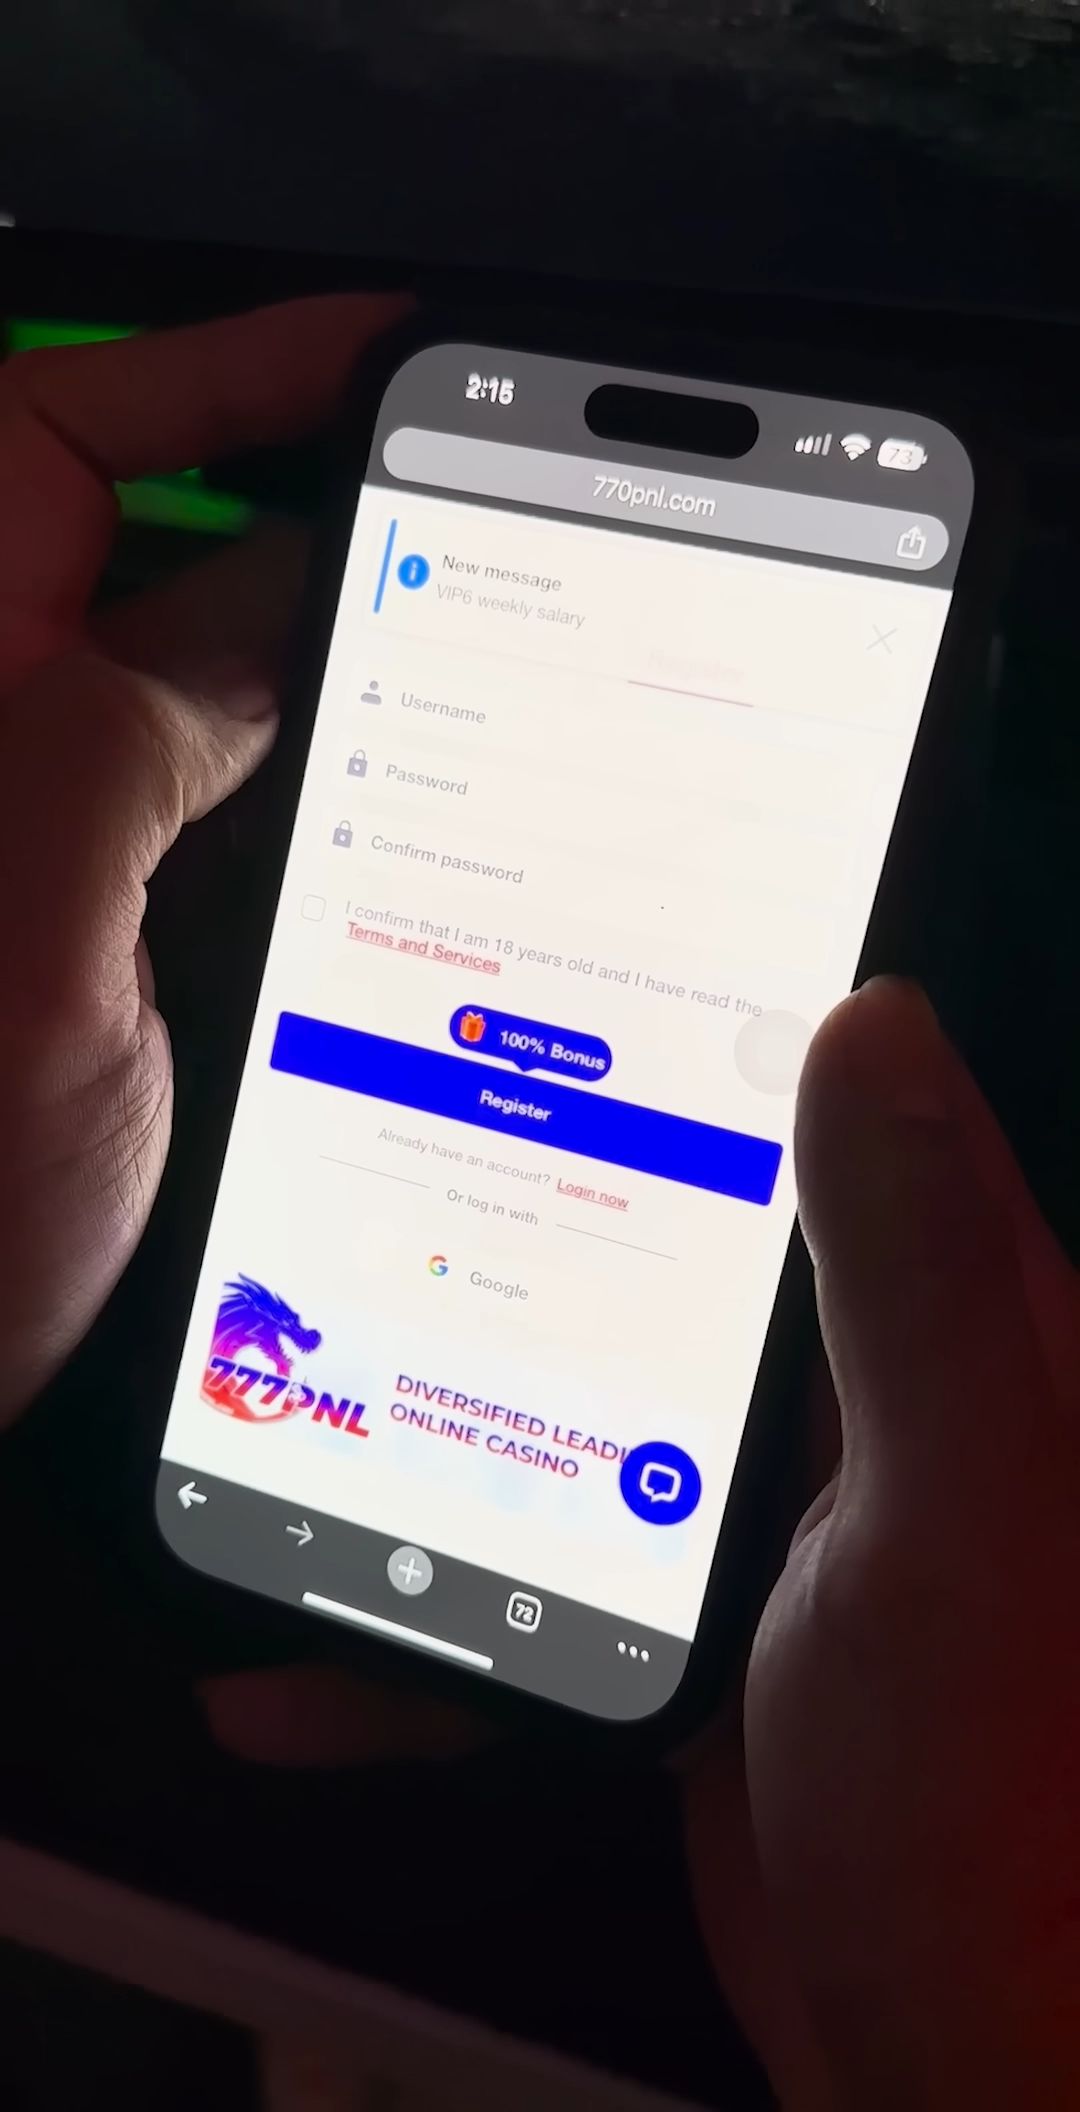 2:15
73
770pnl.com
New message
VIP6 weekly salary
Register
Username
Password
Confirm password
I confirm that I am 18 years old and I have read the
Terms and Services
100% Bonus
Register
Already have an account? Login now
Or log in with
G Google
777PNL
DIVERSIFIED
ONLINE CASINO
72